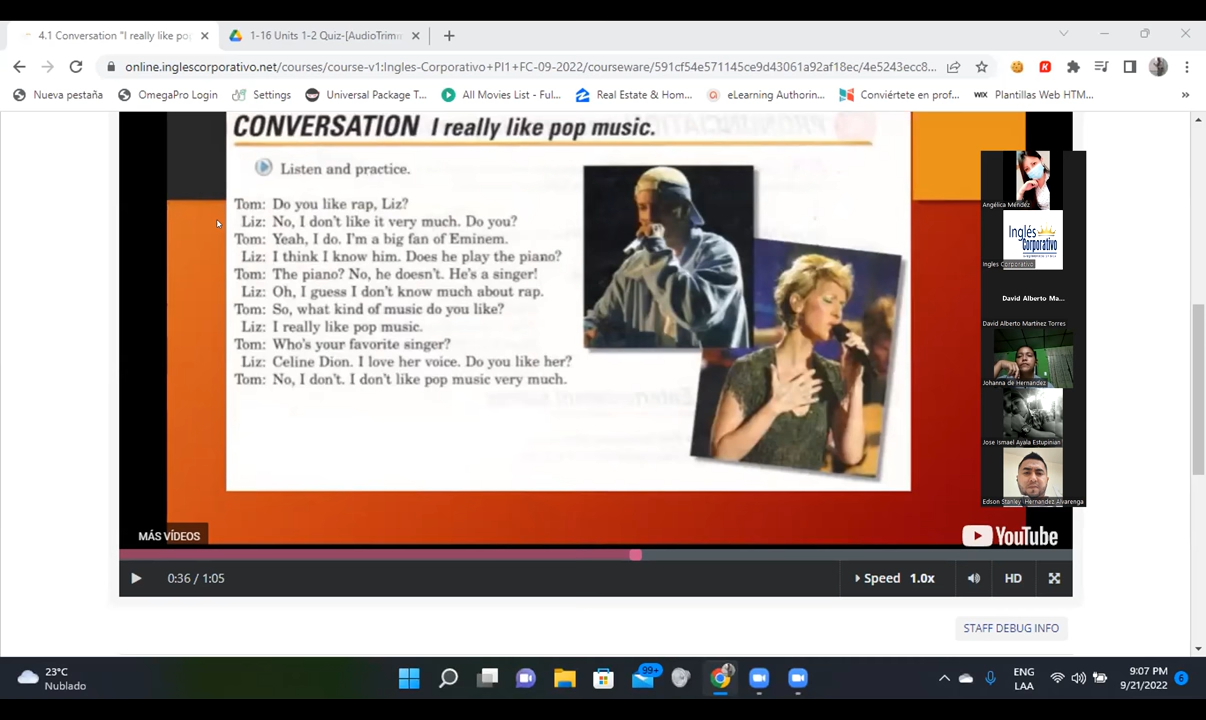 4.1 Conversation "I really like po
1-16 Units 1-2 Quiz-[AudioTrime
online.inglescorporativo.net/courses/course-v1:Ingles-Corporativo+PI1+FC-09-2022/courseware/591cf54e571145ce9d43061a92af18ec/4e5243ecc8...
Nueva pestaña
OmegaPro Login
Settings
Universal Package T...
All Movies List - Ful...
Real Estate & Hom...
eLearning Authorin...
Conviértete en prof...
WIX Plantillas Web HTM...
»
CONVERSATION I really like pop music.
Listen and practice.
Tom: Do you like rap, Liz?
Liz: No, I don't like it very much. Do you?
Tom: Yeah, I do. I'm a big fan of Eminem.
Liz: I think I know him. Does he play the piano?
Tom: The piano? No, he doesn't. He's a singer!
Liz: Oh, I guess I don't know much about rap.
Tom: So, what kind of music do you like?
Liz: I really like pop music.
Tom: Who's your favorite singer?
Liz: Celine Dion. I love her voice. Do you like her?
Tom: No, I don't. I don't like pop music very much.
Angélica Méndez
Inglés
Corporativo
Ingles Corporativo
David Alberto Ma...
David Alberto Martínez Torres
Johanna de Hernandez
Jose Ismael Ayala Estupinian
Edson Stanley Hernandez Alvarenga
MÁS VÍDEOS
YouTube
0:36 / 1:05
Speed 1.0x
HD
STAFF DEBUG INFO
23°C
Nublado
99+
ENG
LAA
9:07 PM
9/21/2022
6